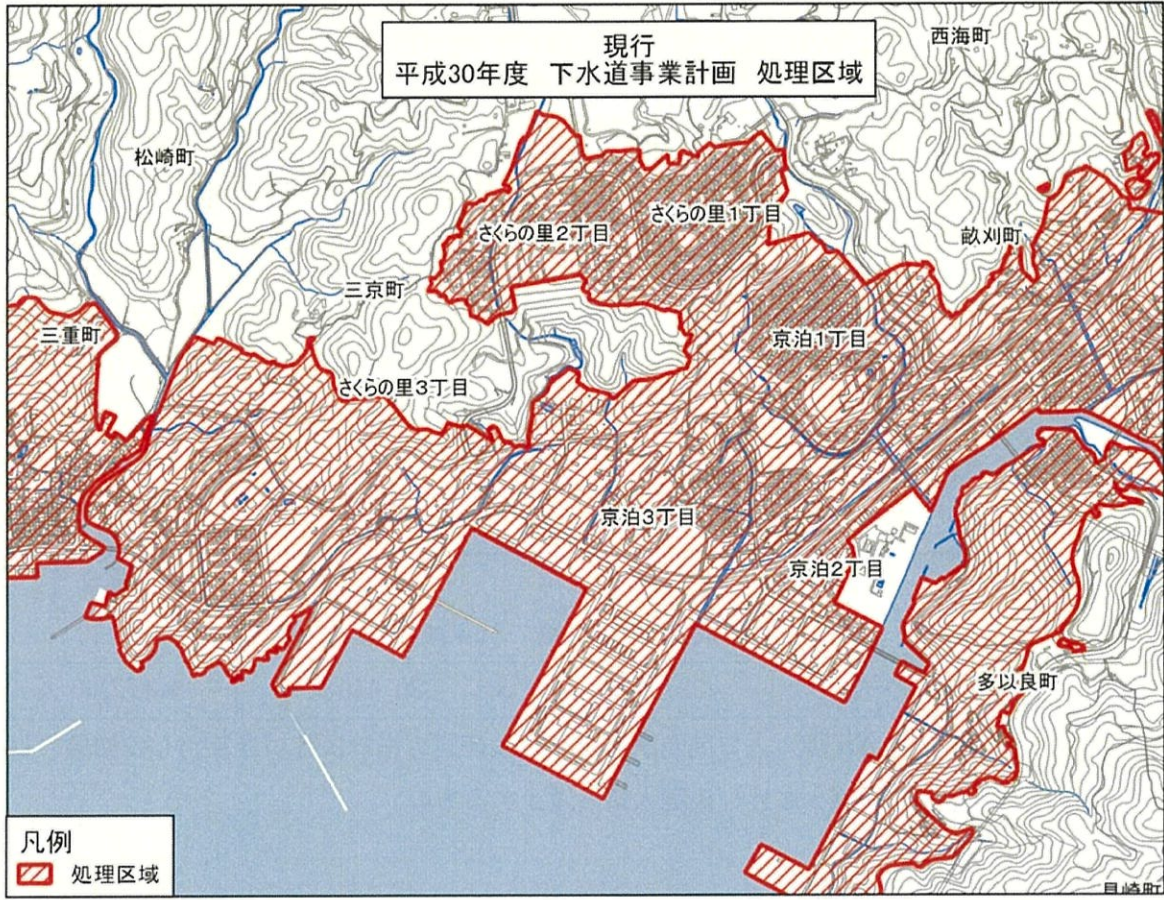 現行
平成30年度 下水道事業計画 処理区域
西海町
松崎町
さくらの里1丁目
さくらの里2丁目
畝刈町
三京町
三重町
京泊1丁目
さくらの里3丁目
京泊3丁目
京泊2丁目
多以良町
凡例
処理区域
見崎町